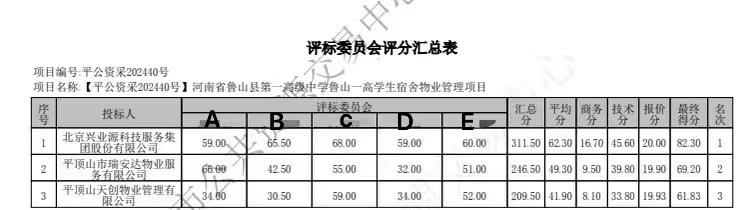 评标委员会评分汇总表
项目编号:平公资采202440号
项目名称:【平公资采202440号】河南省鲁山县第一高级中学鲁山一高学生宿舍物业管理项目
序号 投标人 评标委员会 汇总分 平均分 商务分 技术分 报价分 最终得分 名次
A B c D E
1 北京兴业源科技服务集团股份有限公司 59.00 65.50 68.00 59.00 60.00 311.50 62.30 16.70 45.60 20.00 82.30 1
2 平顶山市瑞安达物业服务有限公司 66.00 42.50 55.00 32.00 51.00 246.50 49.30 9.50 39.80 19.90 69.20 2
3 平顶山天创物业管理有限公司 34.00 30.50 59.00 34.00 52.00 209.50 41.90 8.10 33.80 19.93 61.83 3